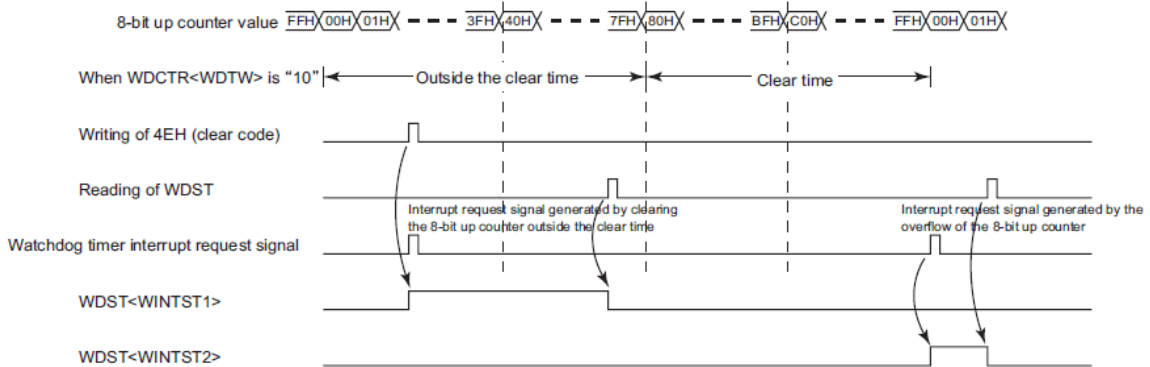 8-bit up counter value FFH 00H 01H 3FH 40H 7FH 80H BFH C0H FFH 00H 01H
When WDCTR<WDTW> is “10” Outside the clear time Clear time
Writing of 4EH (clear code)
Reading of WDST
Interrupt request signal generated by clearing
the 8-bit up counter outside the clear time
Interrupt request signal generated by the
overflow of the 8-bit up counter
Watchdog timer interrupt request signal
WDST<WINTST1>
WDST<WINTST2>